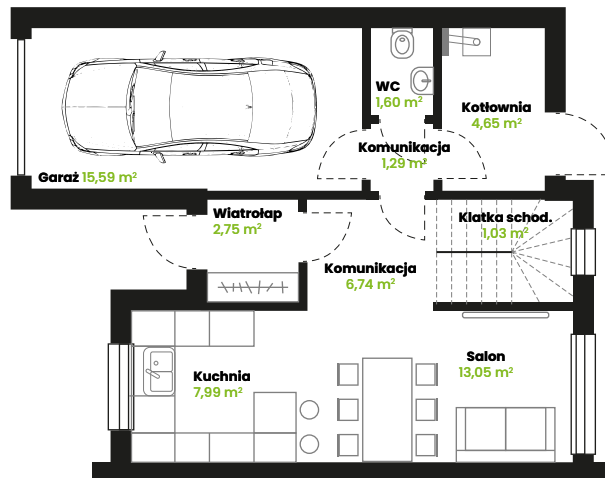 WC
1,60 m²
Kotłownia
4,65 m²
Komunikacja
1,29 m²
Garaż 15,59 m²
Wiatrołap
2,75 m²
Klatka schod.
1,03 m²
Komunikacja
6,74 m²
Kuchnia
7,99 m²
Salon
13,05 m²